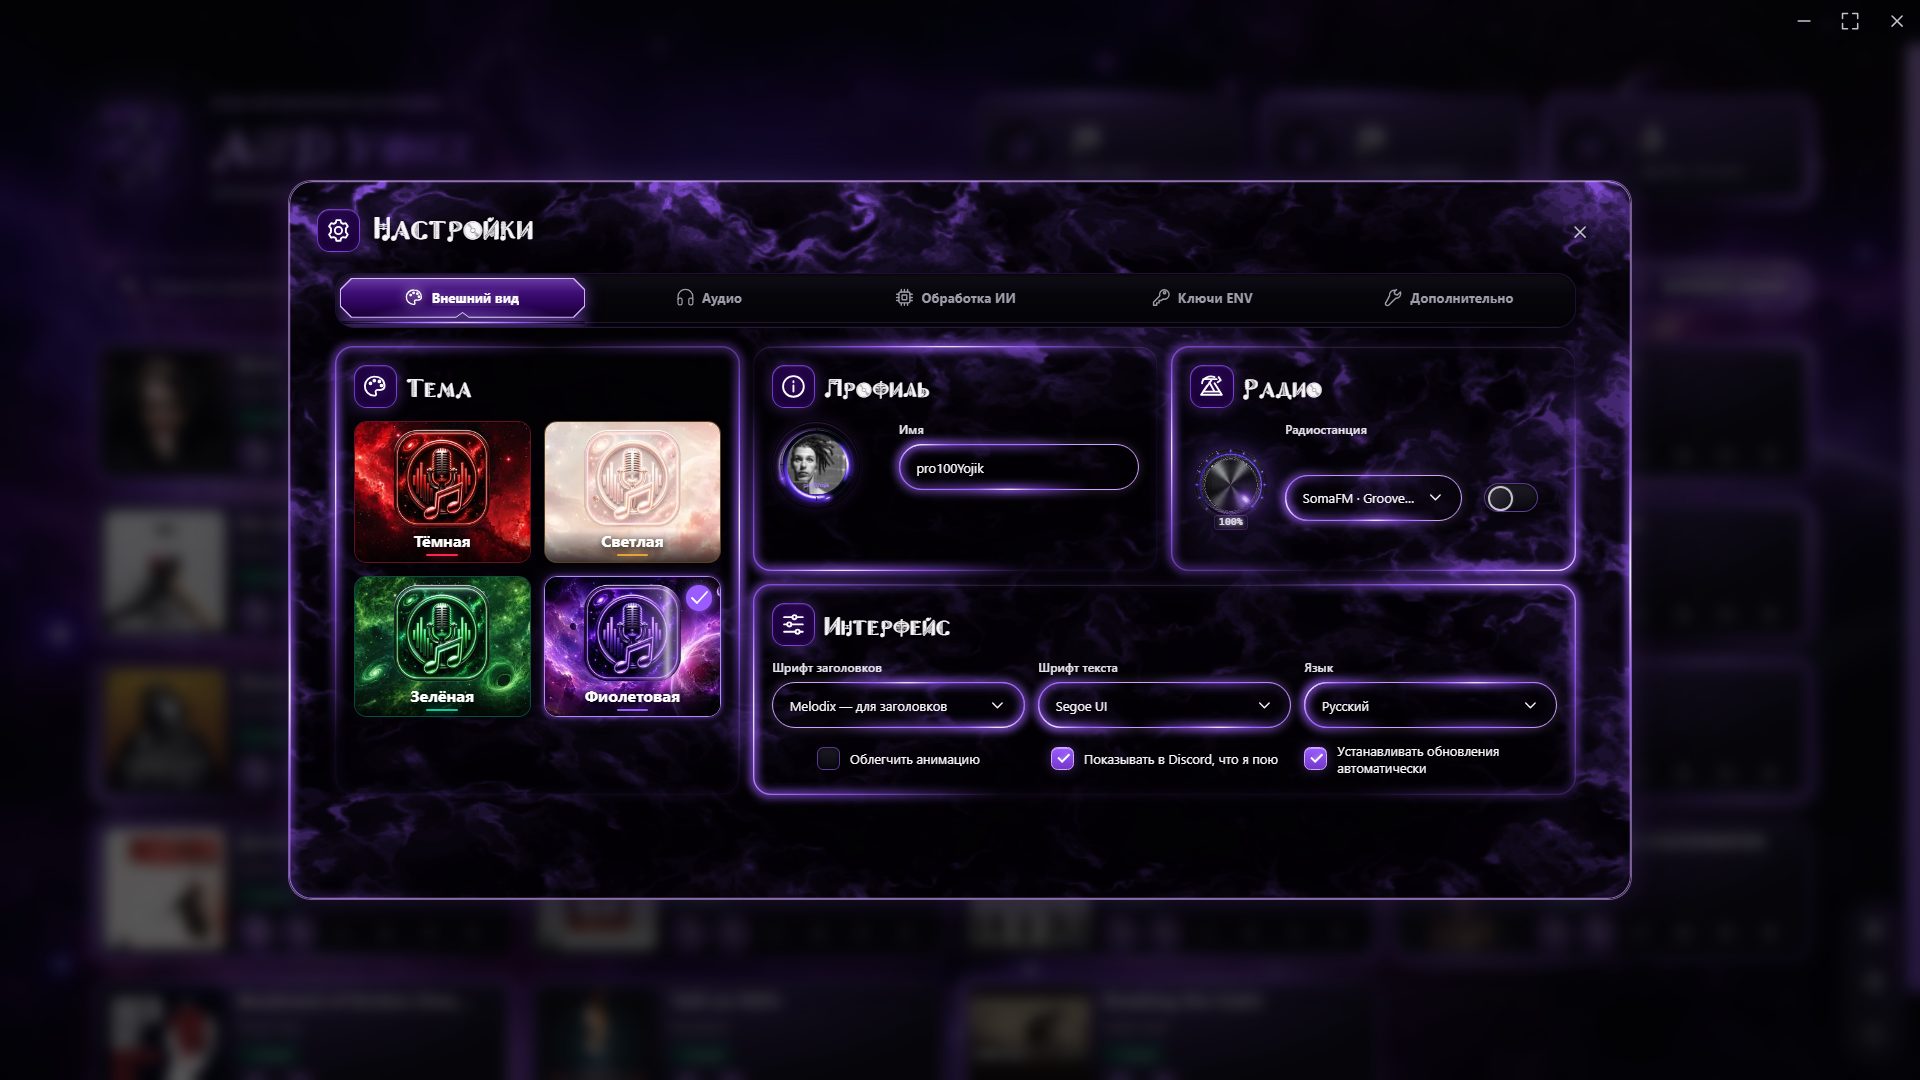 Настройки
Внешний вид
Аудио
Обработка ИИ
Ключи ENV
Дополнительно
Тема
Тёмная
Светлая
Зелёная
Фиолетовая
Профиль
Имя
pro100Yojik
Радио
Радиостанция
100%
SomaFM · Groove...
Интерфейс
Шрифт заголовков
Шрифт текста
Язык
Melodix — для заголовков
Segoe UI
Русский
Облегчить анимацию
Показывать в Discord, что я пою
Устанавливать обновления
автоматически